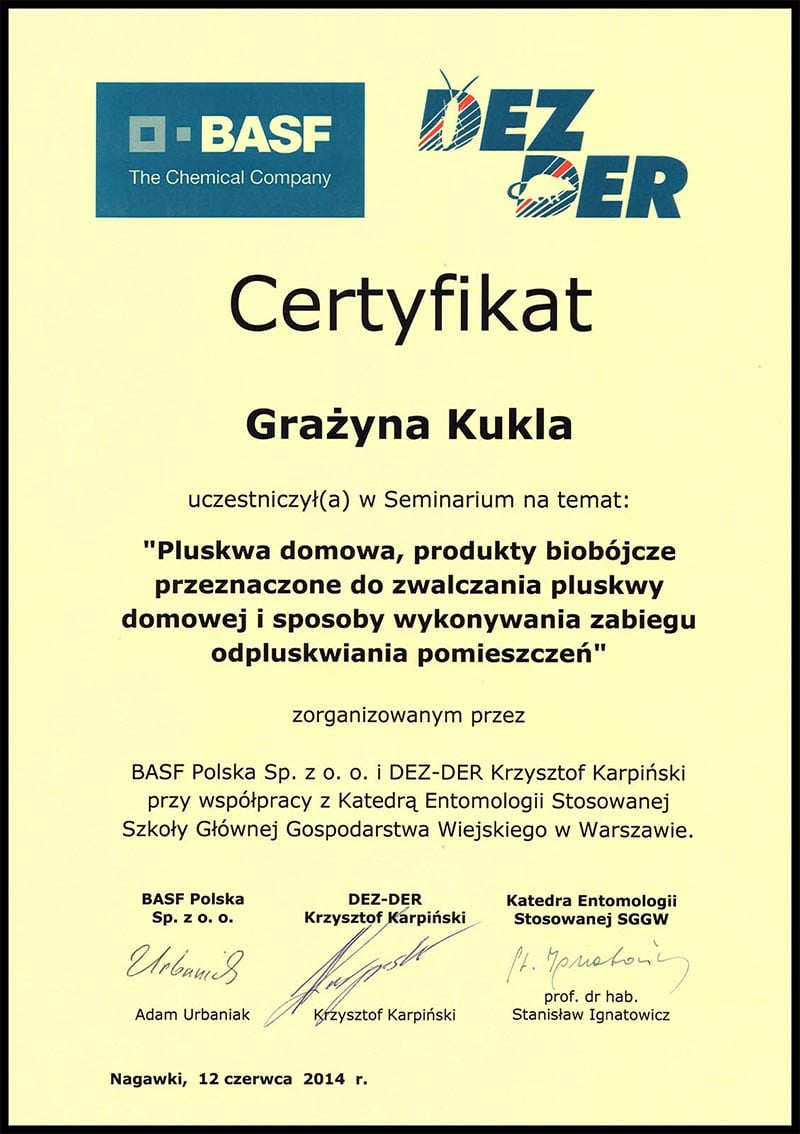 BASF
The Chemical Company
DEZ
DER
Certyfikat
Grażyna Kukla
uczestniczył(a) w Seminarium na temat:
"Pluskwa domowa, produkty biobójcze
przeznaczone do zwalczania pluskwy
domowej i sposoby wykonywania zabiegu
odpluskwiania pomieszczeń"
zorganizowanym przez
BASF Polska Sp. z o. o. i DEZ-DER Krzysztof Karpiński
przy współpracy z Katedrą Entomologii Stosowanej
Szkoły Głównej Gospodarstwa Wiejskiego w Warszawie.
BASF Polska
Sp. z o. o.
Urbaniak
Adam Urbaniak
DEZ-DER
Krzysztof Karpiński
Krzysztof Karpiński
Katedra Entomologii
Stosowanej SGGW
St. Ignatowicz
prof. dr hab.
Stanisław Ignatowicz
Nagawki, 12 czerwca 2014 r.